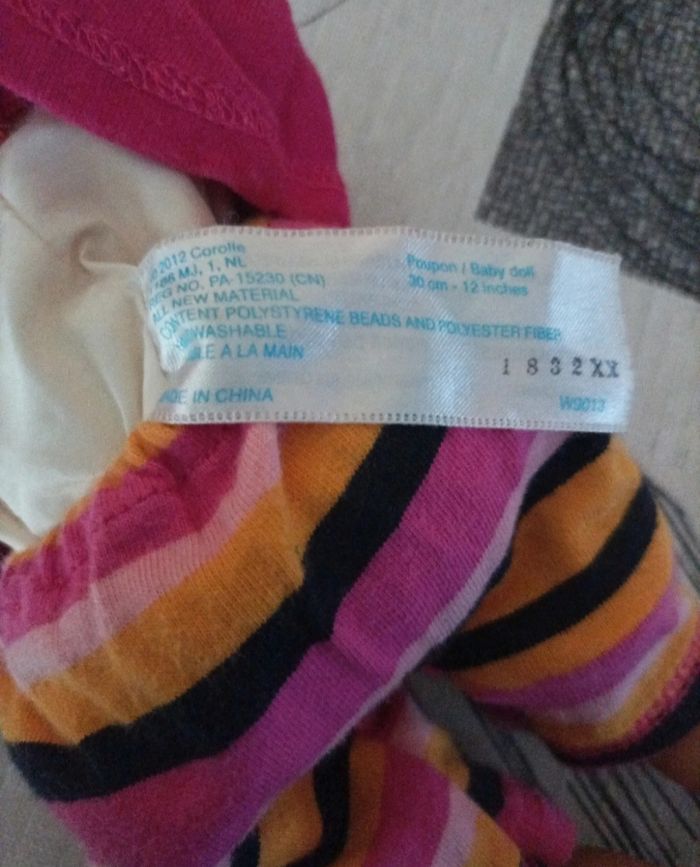 2012 Corolle
MJ, 1, NL
REG NO. PA-15230 (CN)
ALL NEW MATERIAL
CONTENT POLYSTYRENE BEADS AND POLYESTER FIBER
WASHABLE
A LA MAIN
IN CHINA
Poupon / Baby doll
30 cm - 12 inches
1832XX
W9013